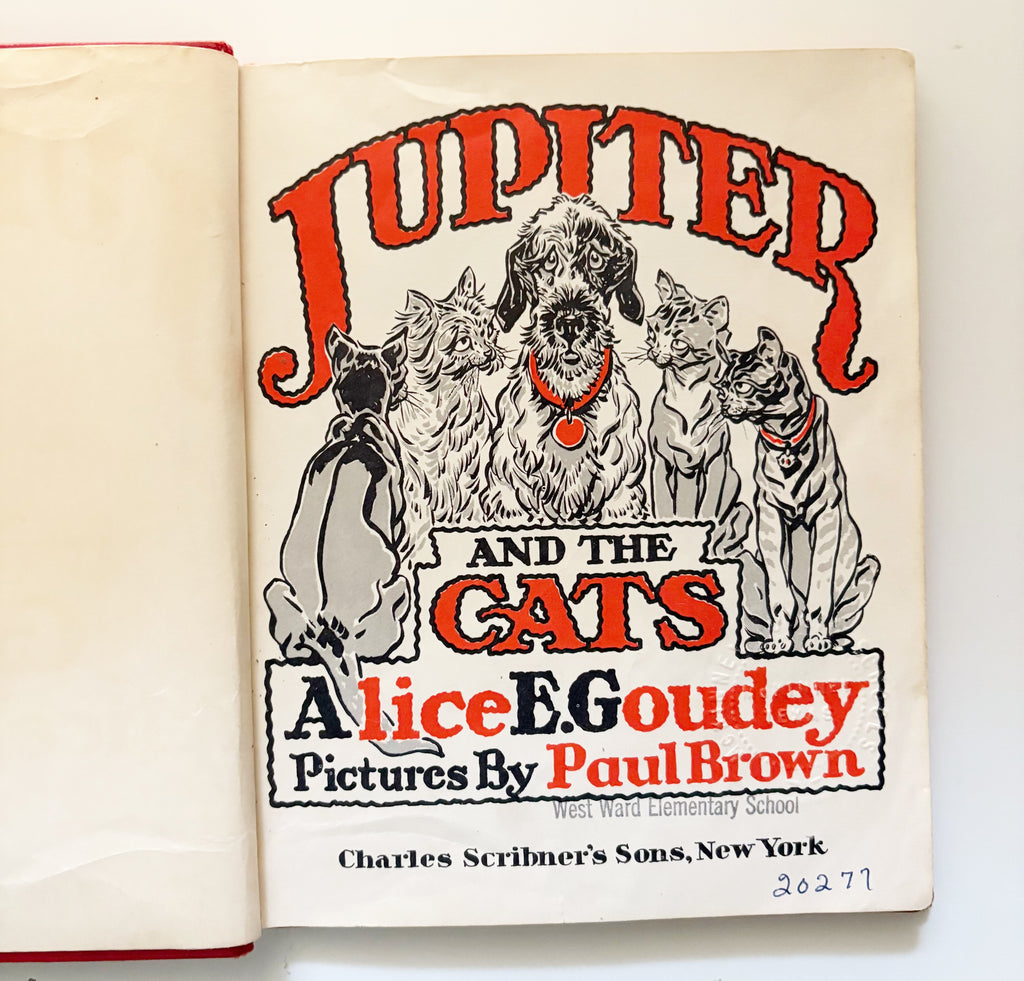 JUPITER
AND THE
CATS
Alice E. Goudey
Pictures By Paul Brown
West Ward Elementary School
Charles Scribner's Sons, New York
20277